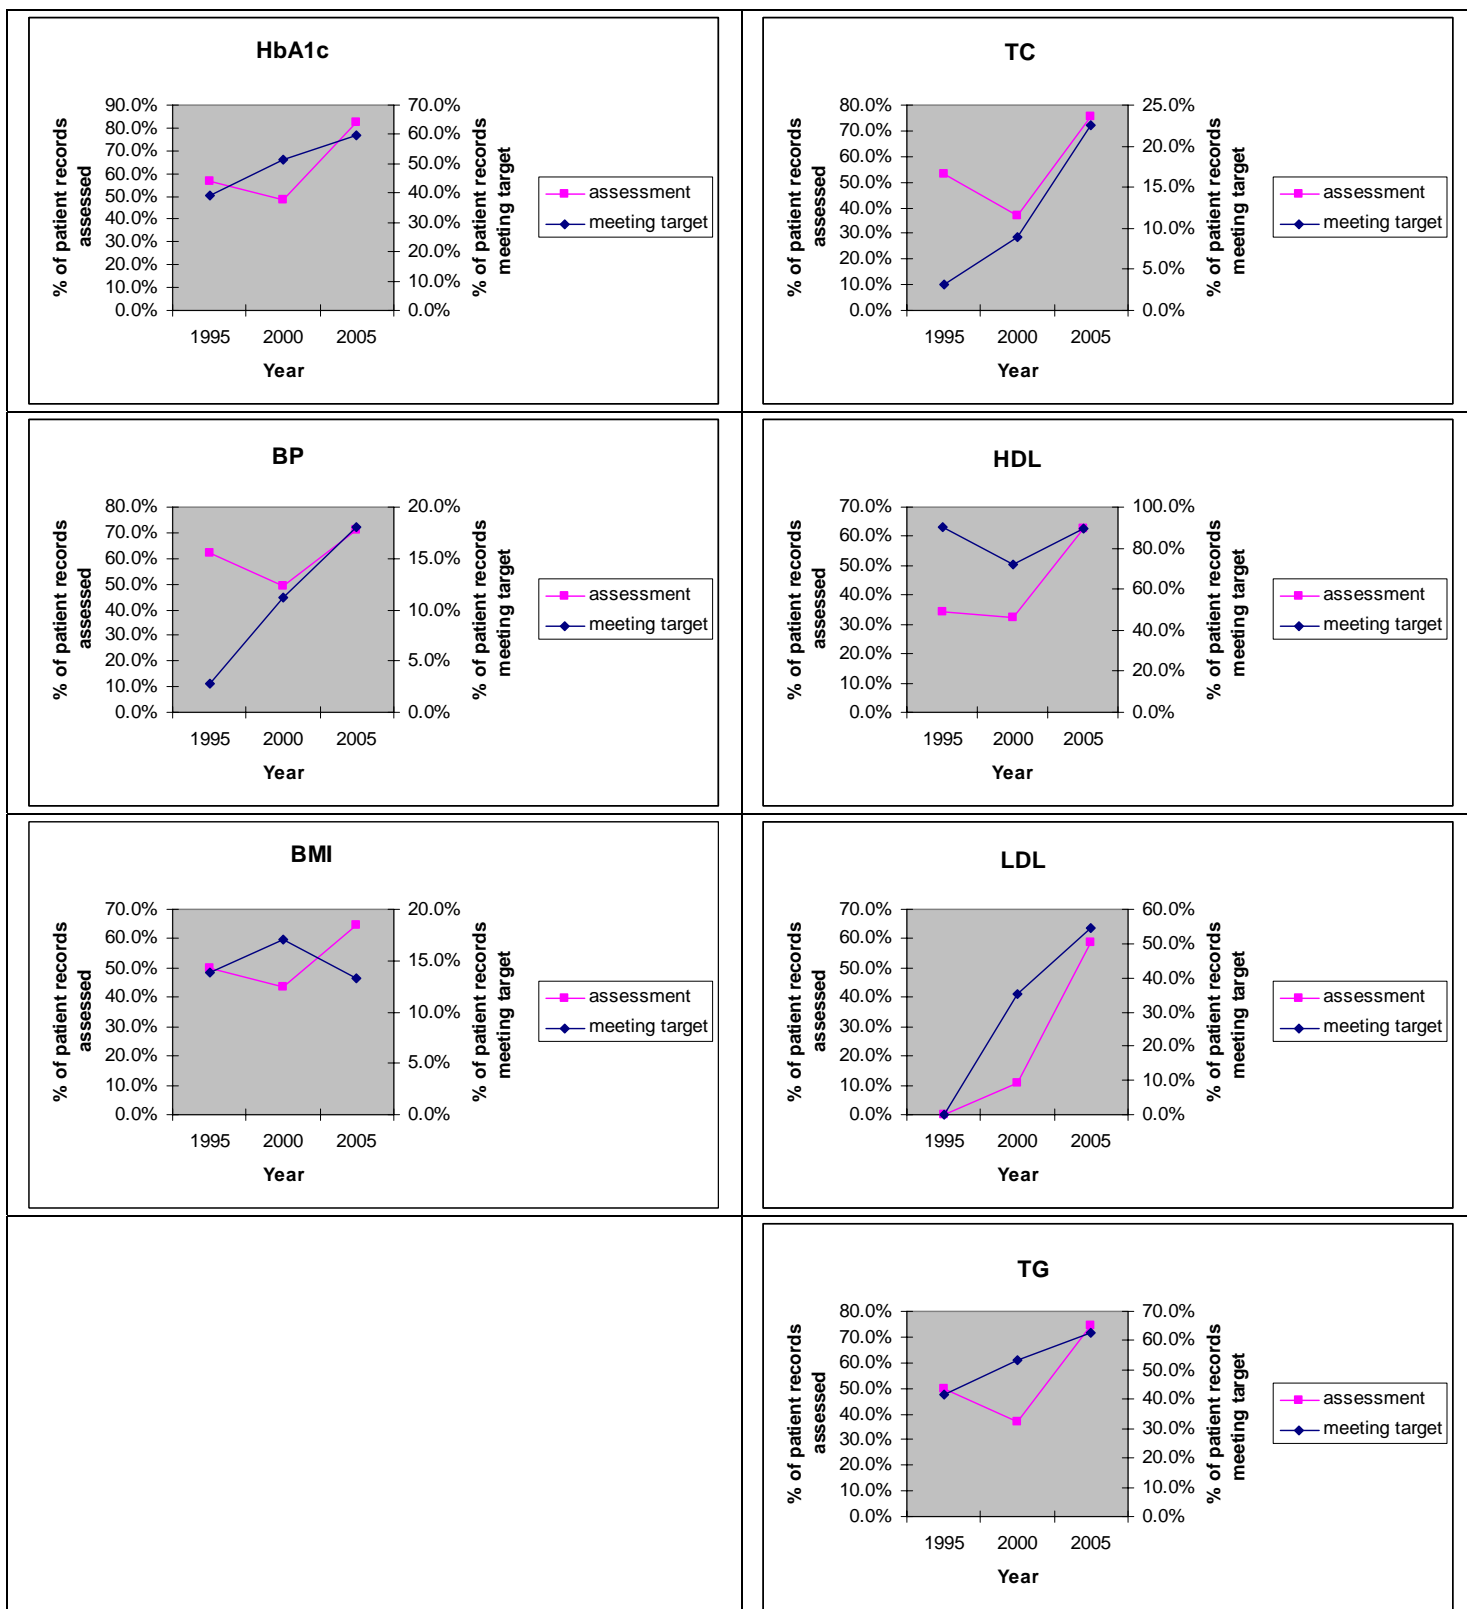 HbA1c
90.0%
80.0%
70.0%
60.0%
50.0%
40.0%
30.0%
20.0%
10.0%
0.0%
% of patient records
assessed
70.0%
60.0%
50.0%
40.0%
30.0%
20.0%
10.0%
0.0%
% of patient records
meeting target
1995 2000 2005
Year
assessment
meeting target
TC
80.0%
70.0%
60.0%
50.0%
40.0%
30.0%
20.0%
10.0%
0.0%
% of patient records
assessed
25.0%
20.0%
15.0%
10.0%
5.0%
0.0%
% of patient records
meeting target
1995 2000 2005
Year
assessment
meeting target
BP
80.0%
70.0%
60.0%
50.0%
40.0%
30.0%
20.0%
10.0%
0.0%
% of patient records
assessed
20.0%
15.0%
10.0%
5.0%
0.0%
% of patient records
meeting target
1995 2000 2005
Year
assessment
meeting target
HDL
70.0%
60.0%
50.0%
40.0%
30.0%
20.0%
10.0%
0.0%
% of patient records
assessed
100.0%
80.0%
60.0%
40.0%
20.0%
0.0%
% of patient records
meeting target
1995 2000 2005
Year
assessment
meeting target
BMI
70.0%
60.0%
50.0%
40.0%
30.0%
20.0%
10.0%
0.0%
% of patient records
assessed
20.0%
15.0%
10.0%
5.0%
0.0%
% of patient records
meeting target
1995 2000 2005
Year
assessment
meeting target
LDL
70.0%
60.0%
50.0%
40.0%
30.0%
20.0%
10.0%
0.0%
% of patient records
assessed
60.0%
50.0%
40.0%
30.0%
20.0%
10.0%
0.0%
% of patient records
meeting target
1995 2000 2005
Year
assessment
meeting target
TG
80.0%
70.0%
60.0%
50.0%
40.0%
30.0%
20.0%
10.0%
0.0%
% of patient records
assessed
70.0%
60.0%
50.0%
40.0%
30.0%
20.0%
10.0%
0.0%
% of patient records
meeting target
1995 2000 2005
Year
assessment
meeting target